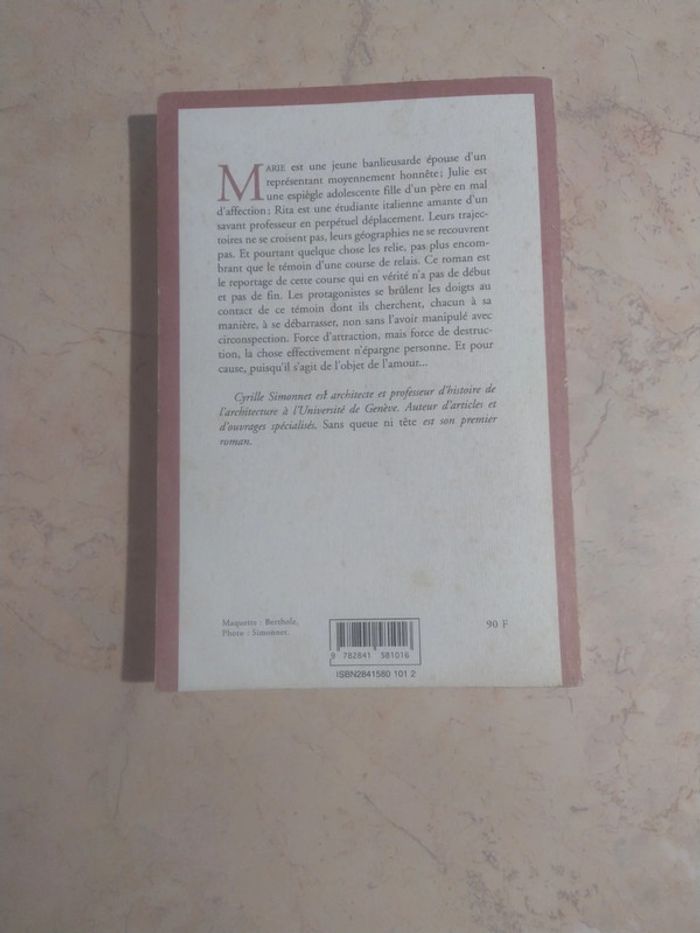 MARIE est une jeune banlieusarde épouse d'un
représentant moyennement honnête; Julie est
une espiègle adolescente fille d'un père en mal
d'affection; Rita est une étudiante italienne amante d'un
savant professeur en perpétuel déplacement. Leurs trajec-
toires ne se croisent pas, leurs géographies ne se recouvrent
pas. Et pourtant quelque chose les relie, pas plus encom-
brant que le témoin d'une course de relais. Ce roman est
le reportage de cette course qui en vérité n'a pas de début
et pas de fin. Les protagonistes se brûlent les doigts au
contact de ce témoin dont ils cherchent, chacun à sa
manière, à se débarrasser, non sans l'avoir manipulé avec
circonspection. Force d'attraction, mais force de destruc-
tion, la chose effectivement n'épargne personne. Et pour
cause, puisqu'il s'agit de l'objet de l'amour...
Cyrille Simonnet est architecte et professeur d'histoire de
l'architecture à l'Université de Genève. Auteur d'articles et
d'ouvrages spécialisés. Sans queue ni tête est son premier
roman.
Maquette : Berthole,
Photo : Simonnet.
90 F
9 782841 581016
ISBN2841580 101 2